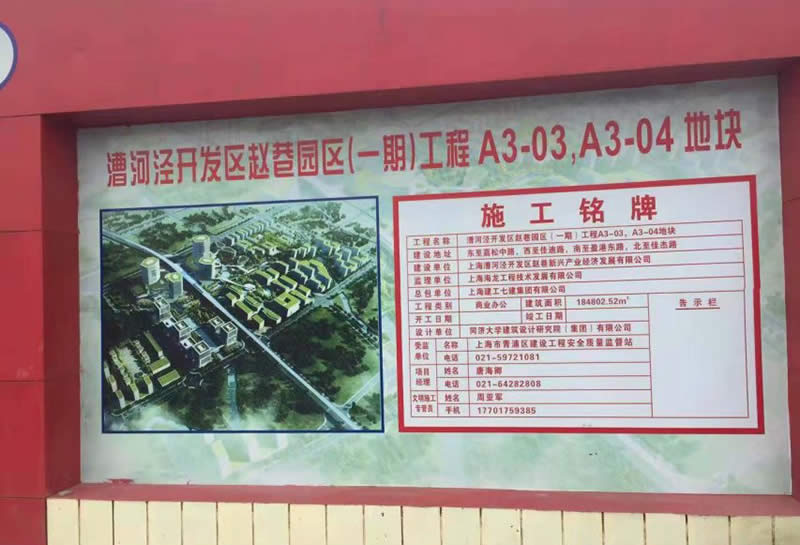 漕河泾开发区赵巷园区(一期)工程 A3-03,A3-04 地块
施工铭牌
工程名称 漕河泾开发区赵巷园区(一期)工程A3-03, A3-04地块
建设地址 东至嘉松中路、西至佳迪路、南至盈港东路、北至佳杰路
建设单位 上海漕河泾开发区赵巷新兴产业经济发展有限公司
监理单位 上海海龙工程技术发展有限公司
总包单位 上海建工七建集团有限公司
工程类别 商业办公 建筑面积 184802.52m² 告示栏
开工日期 竣工日期
设计单位 同济大学建筑设计研究院(集团)有限公司
受监单位 名称 上海市青浦区建设工程安全质量监督站
电话 021-59721081
项目经理 姓名 唐海卿
电话 021-64282808
文明施工专管员 姓名 周亚军
手机 17701759385